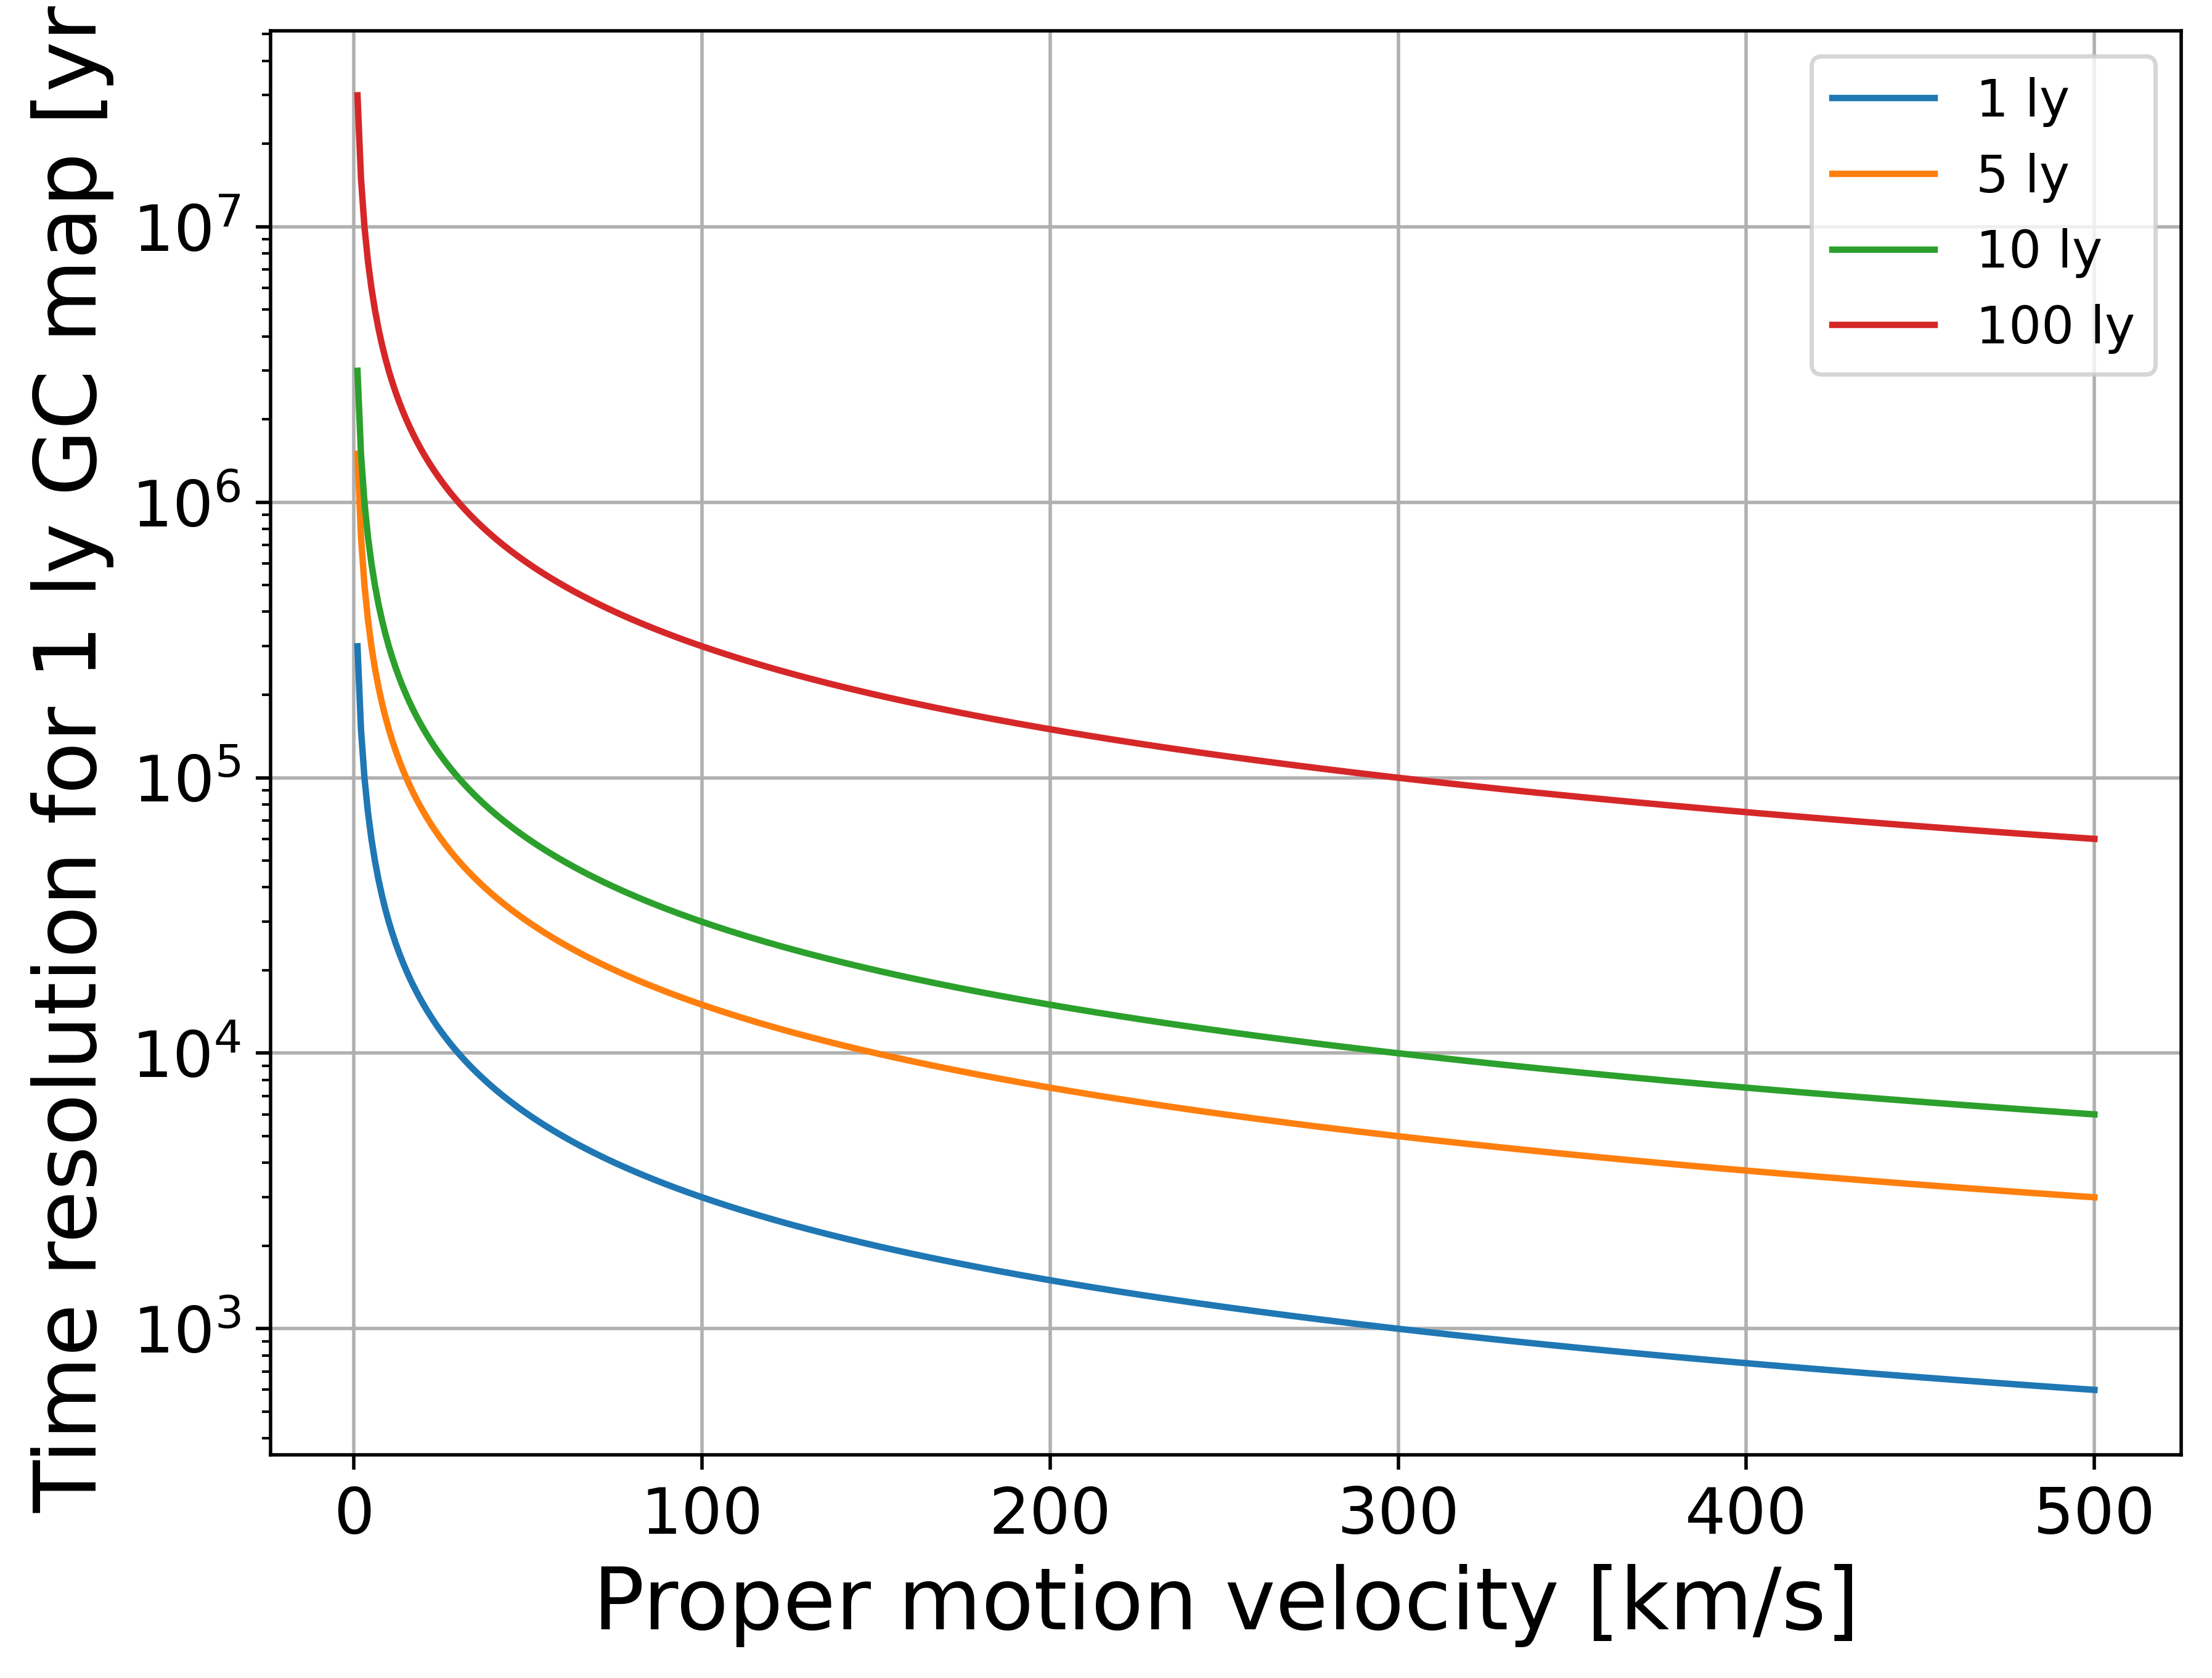 Time resolution for 1 ly GC map [yr
10^7
10^6
10^5
10^4
10^3
1 ly
5 ly
10 ly
100 ly
0 100 200 300 400 500
Proper motion velocity [km/s]